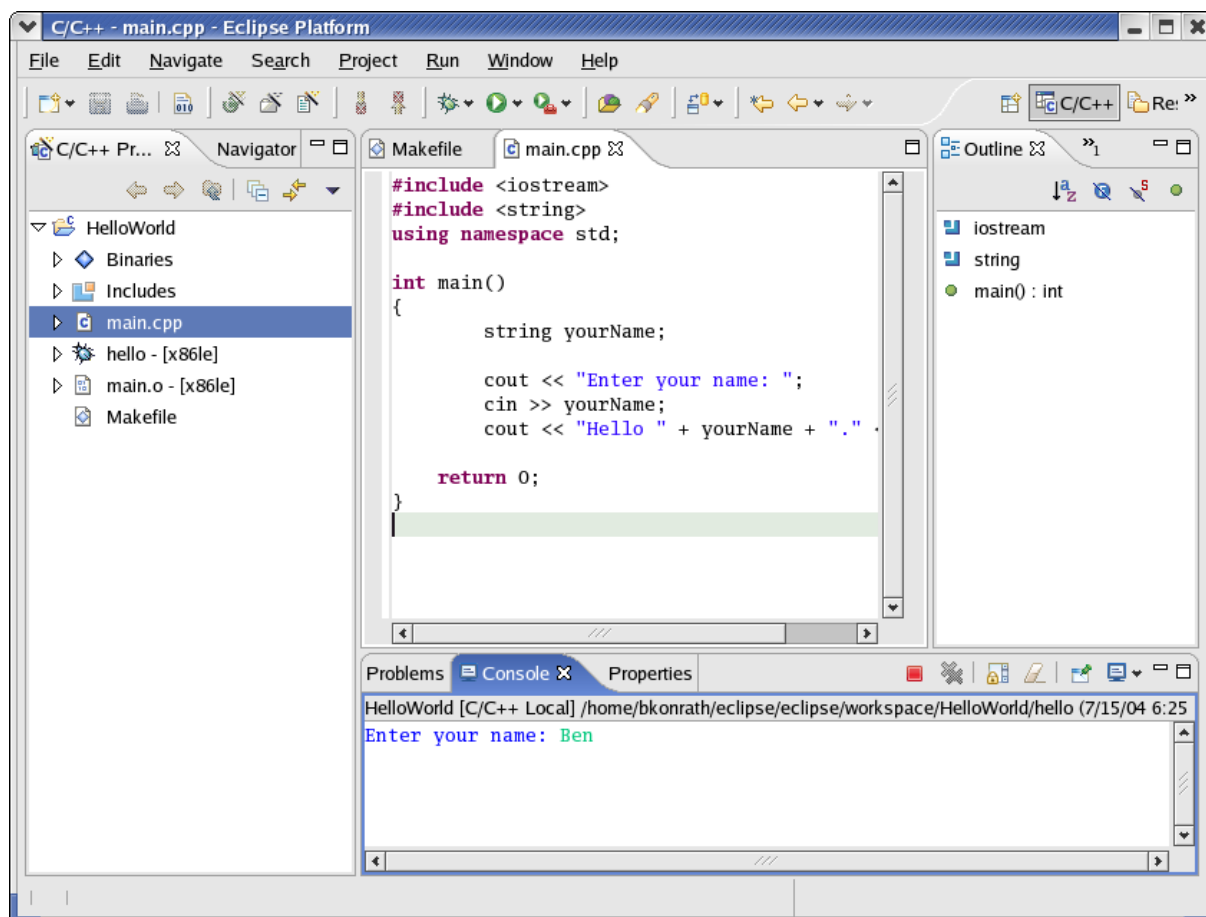 C/C++ - main.cpp - Eclipse Platform
File Edit Navigate Search Project Run Window Help
C/C++ Re:
C/C++ Pr... Navigator
HelloWorld
Binaries
Includes
main.cpp
hello - [x86le]
main.o - [x86le]
Makefile
Makefile main.cpp
#include <iostream>
#include <string>
using namespace std;
int main()
{
string yourName;
cout << "Enter your name: ";
cin >> yourName;
cout << "Hello " + yourName + "."
return 0;
}
Outline »1
iostream
string
main() : int
Problems Console Properties
HelloWorld [C/C++ Local] /home/bkonrath/eclipse/eclipse/workspace/HelloWorld/hello (7/15/04 6:25
Enter your name: Ben